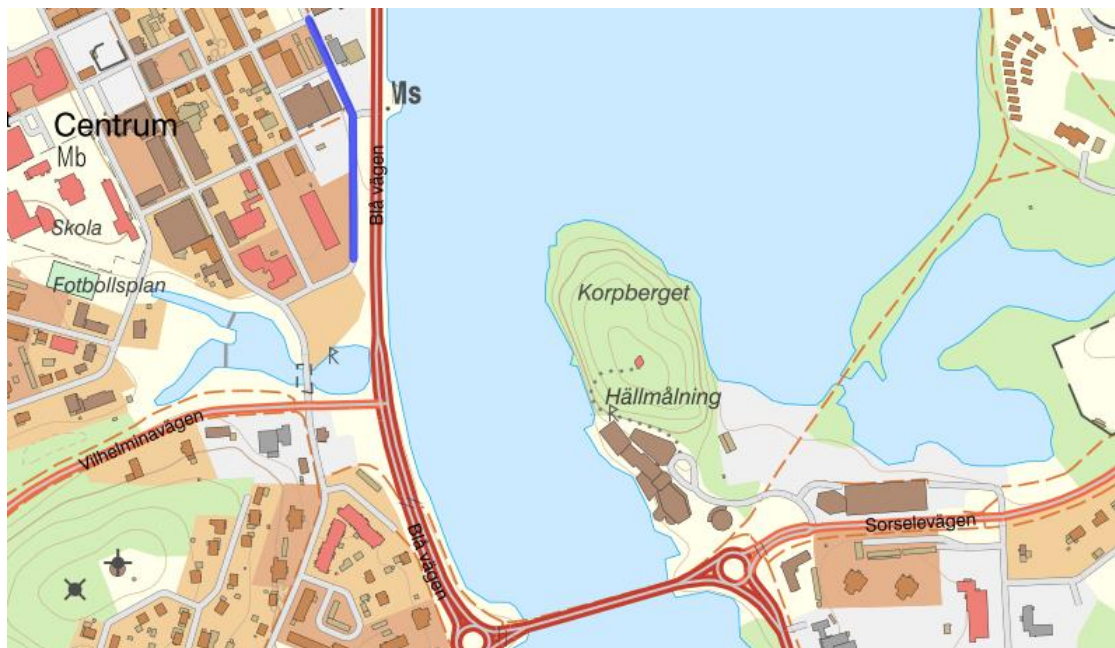 Ms
Centrum
Mb
Skola
Fotbollsplan
Blå vägen
Korpberget
Hällmålning
R
R
Vilhelminavägen
Blå vägen
Sorselevägen